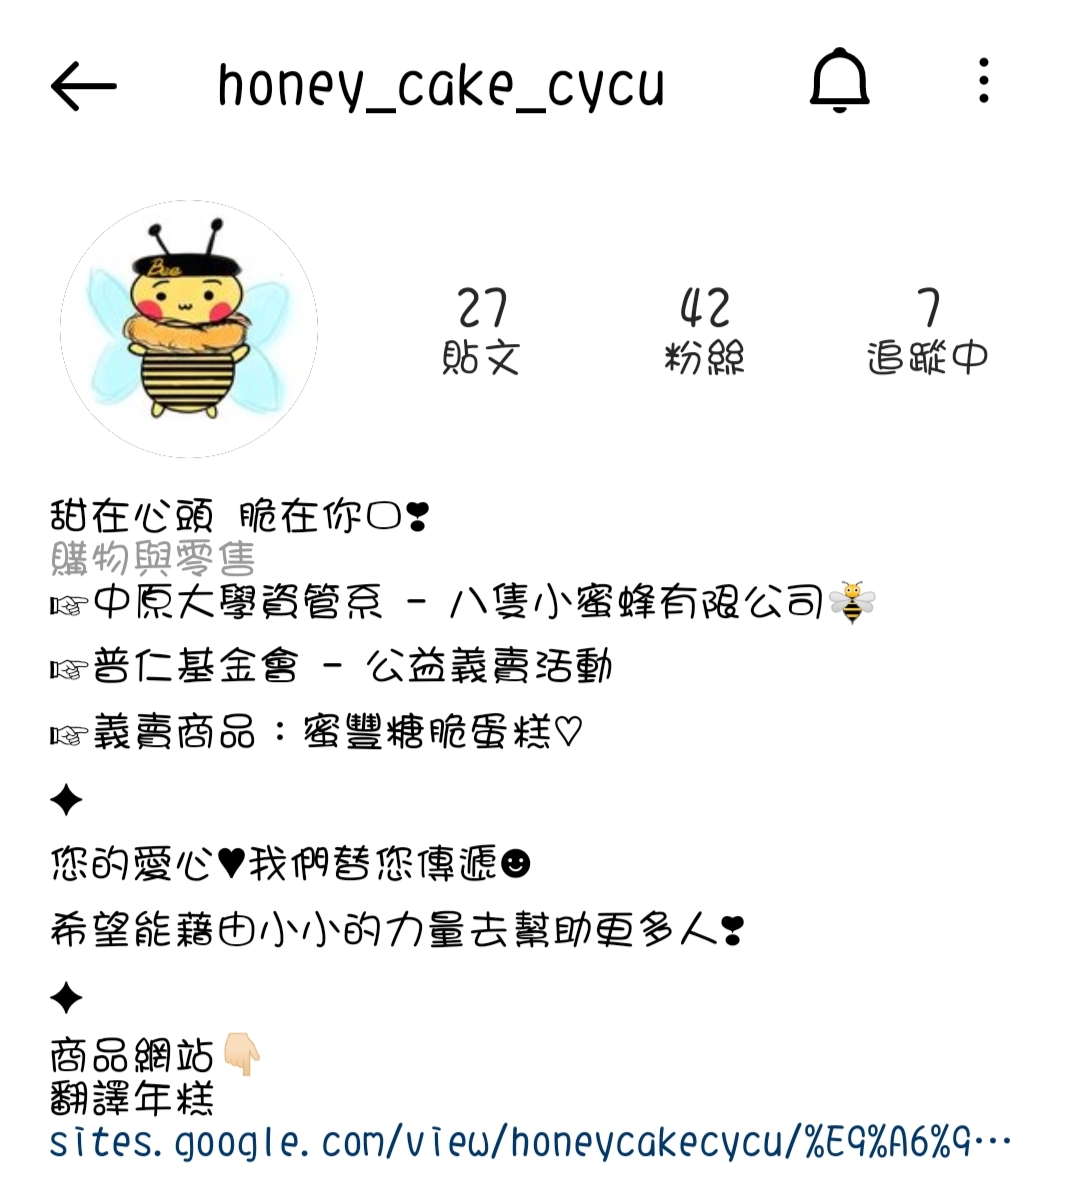 honey_cake_cycu
Bee
27 42 7
貼文 粉絲 追蹤中
甜在心頭 脆在你口❣
購物與零售
☞中原大學資管系 - 八隻小蜜蜂有限公司🐝
☞普仁基金會 - 公益義賣活動
☞義賣商品：蜜豐糖脆蛋糕♡
✦
您的愛心♥我們替您傳遞☻
希望能藉由小小的力量去幫助更多人❣
✦
商品網站👇🏻
翻譯年糕
sites.google.com/view/honeycakecycu/%E9%A6%9…